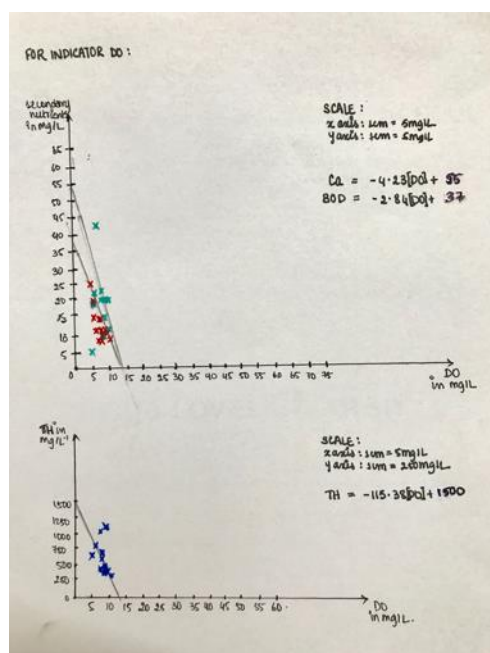 FOR INDICATOR DO :
secondary
nutrients
in mg/L
SCALE :
x axis : 1cm = 5mg/L
y axis : 1cm = 5mg/L
Ca = -4.23[DO] + 55
BOD = -2.84[DO] + 37
65
60
55
50
45
40
35
30
25
20
15
10
5
0
5 10 15 20 25 30 35 40 45 50 55 60 65 70 75
DO
in mg/L
TH in
mg/L
SCALE :
x axis : 1cm = 5mg/L
y axis : 1cm = 250mg/L
TH = -115.38[DO] + 1500
1500
1250
1000
750
500
250
0
5 10 15 20 25 30 35 40 45 50 55 60 .
DO
in mg/L.